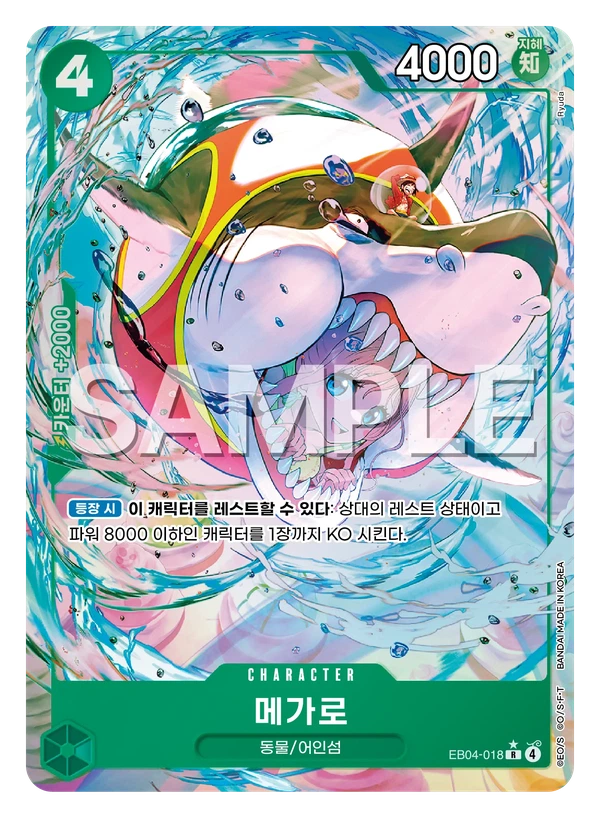 4
4000
지혜
知
Ryuda
카운터 +2000
SAMPLE
등장 시 이 캐릭터를 레스트할 수 있다: 상대의 레스트 상태이고
파워 8000 이하인 캐릭터를 1장까지 KO 시킨다.
©EO/S ©O/S·F·T BANDAI MADE IN KOREA
CHARACTER
메가로
동물/어인섬
EB04-018 R 4